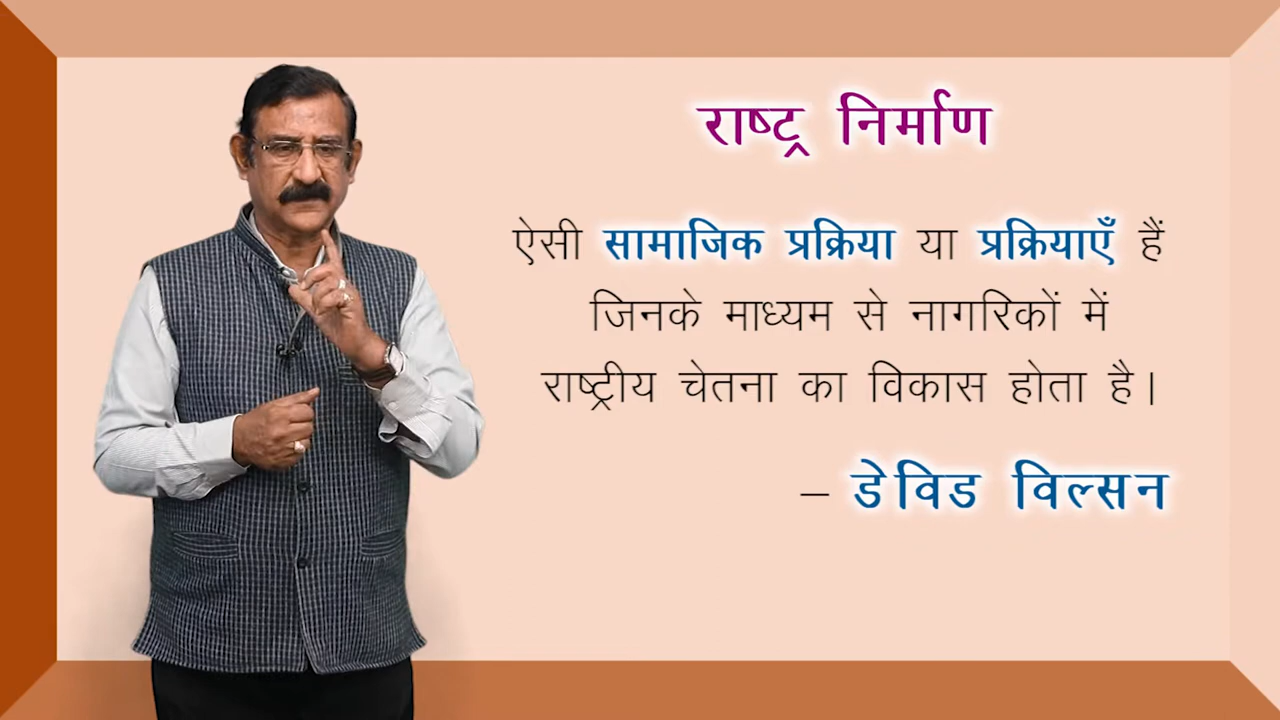 राष्ट्र निर्माण
ऐसी सामाजिक प्रक्रिया या प्रक्रियाएँ हैं
जिनके माध्यम से नागरिकों में
राष्ट्रीय चेतना का विकास होता है।
– डेविड विल्सन